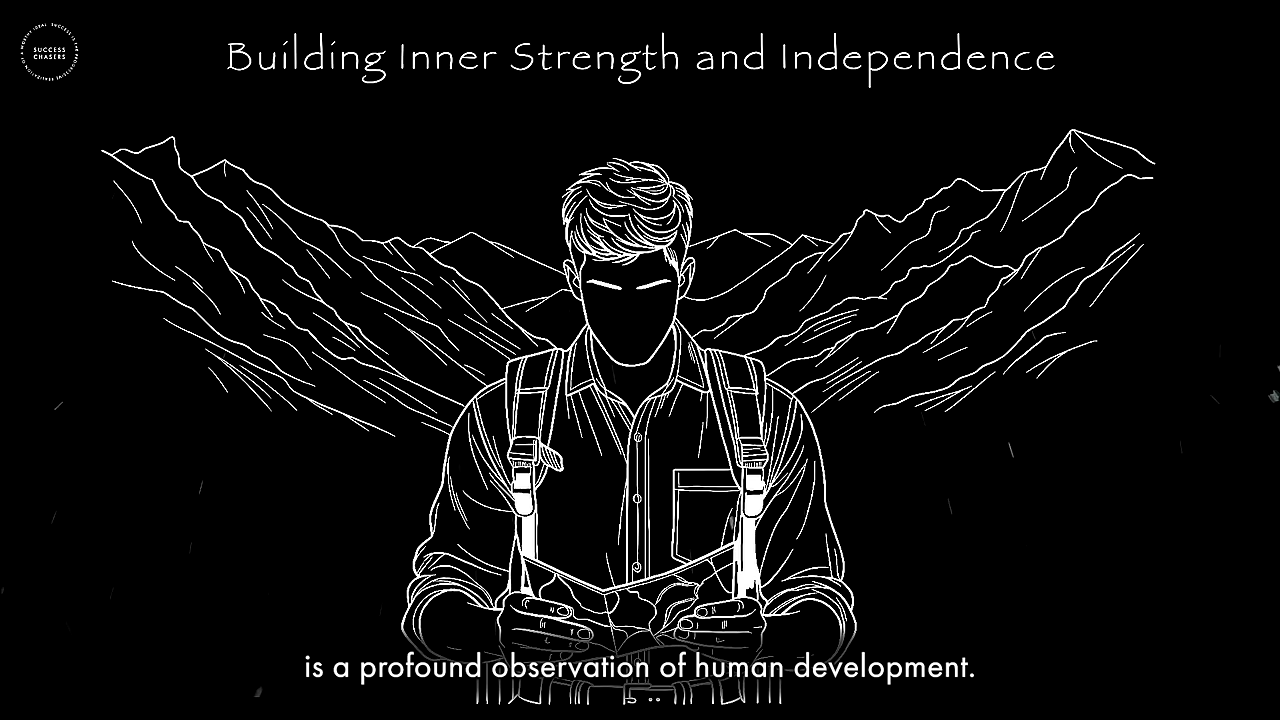 SUCCESS
CHASERS
Building Inner Strength and Independence
is a profound observation of human development.